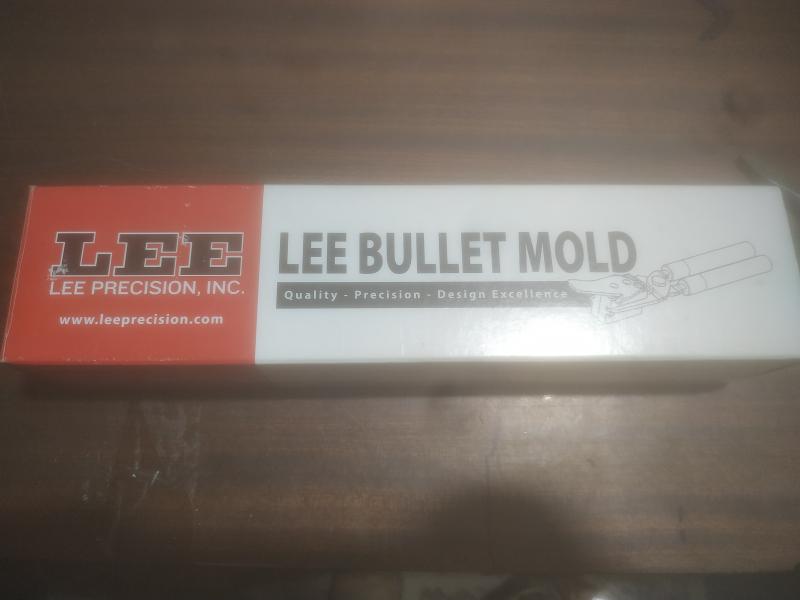 LEE
LEE PRECISION, INC.
www.leeprecision.com
LEE BULLET MOLD
Quality - Precision - Design Excellence